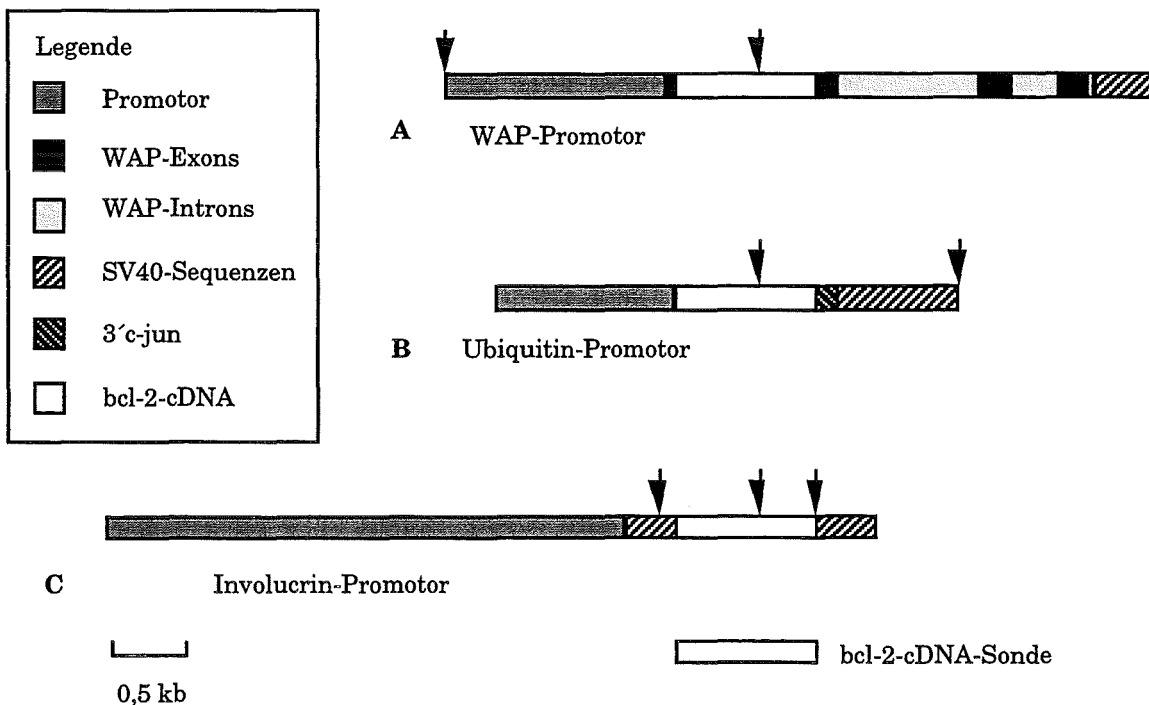 Legende
Promotor
WAP-Exons
WAP-Introns
SV40-Sequenzen
3´c-jun
bcl-2-cDNA
A WAP-Promotor
B Ubiquitin-Promotor
C Involucrin-Promotor
0,5 kb
bcl-2-cDNA-Sonde